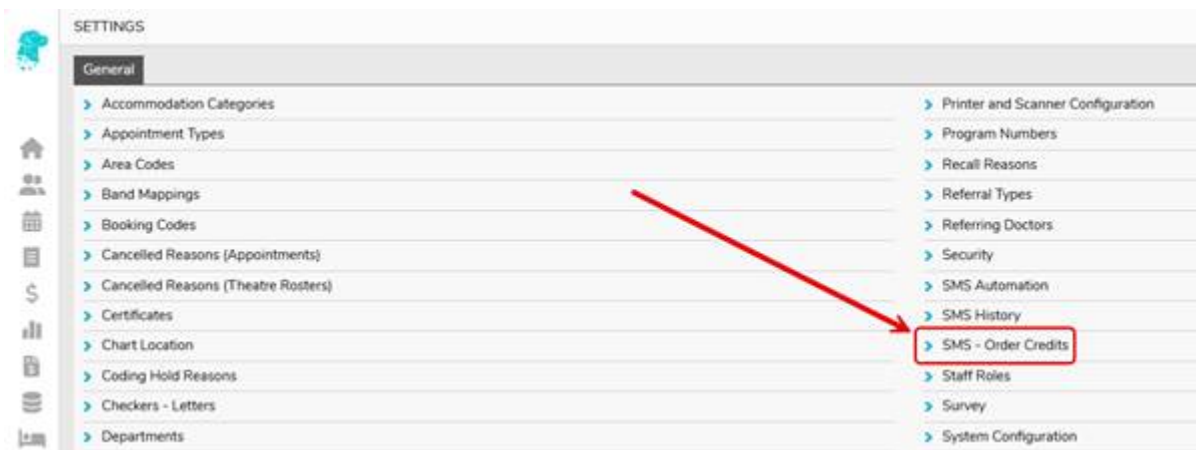 SETTINGS
General
Accommodation Categories
Appointment Types
Area Codes
Band Mappings
Booking Codes
Cancelled Reasons (Appointments)
Cancelled Reasons (Theatre Rosters)
Certificates
Chart Location
Coding Hold Reasons
Checkers - Letters
Departments
Printer and Scanner Configuration
Program Numbers
Recall Reasons
Referral Types
Referring Doctors
Security
SMS Automation
SMS History
SMS - Order Credits
Staff Roles
Survey
System Configuration